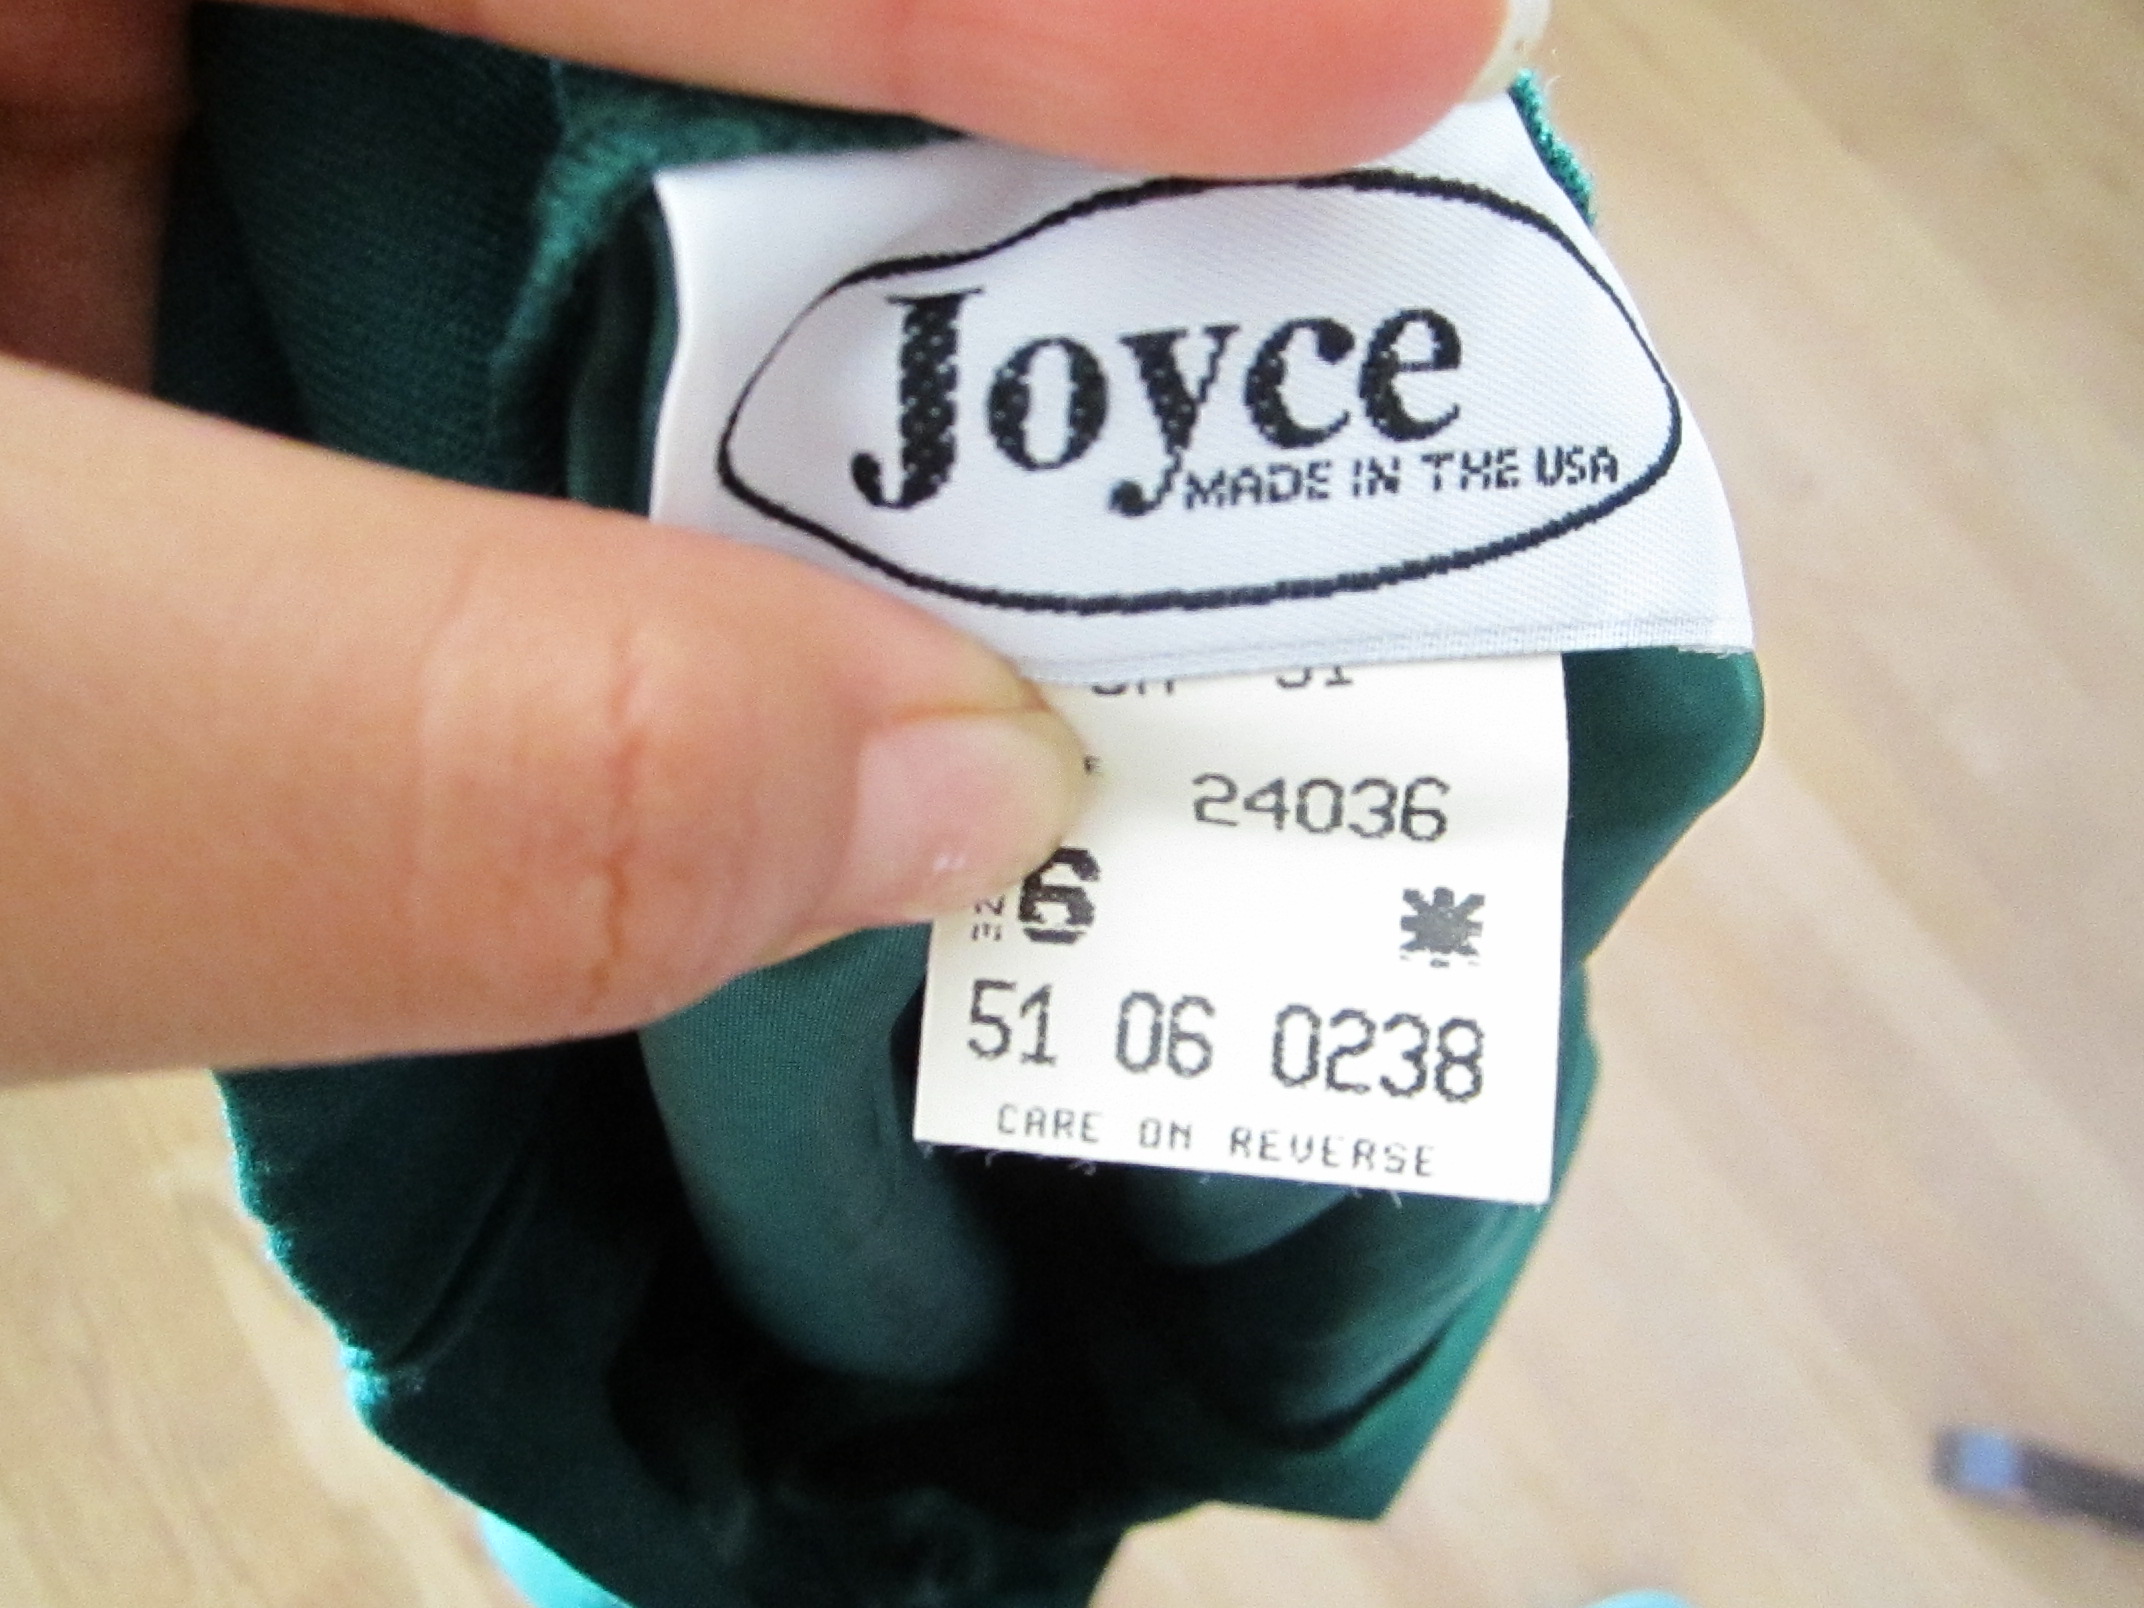 Joyce
MADE IN THE USA
24036
6
51 06 0238
CARE ON REVERSE